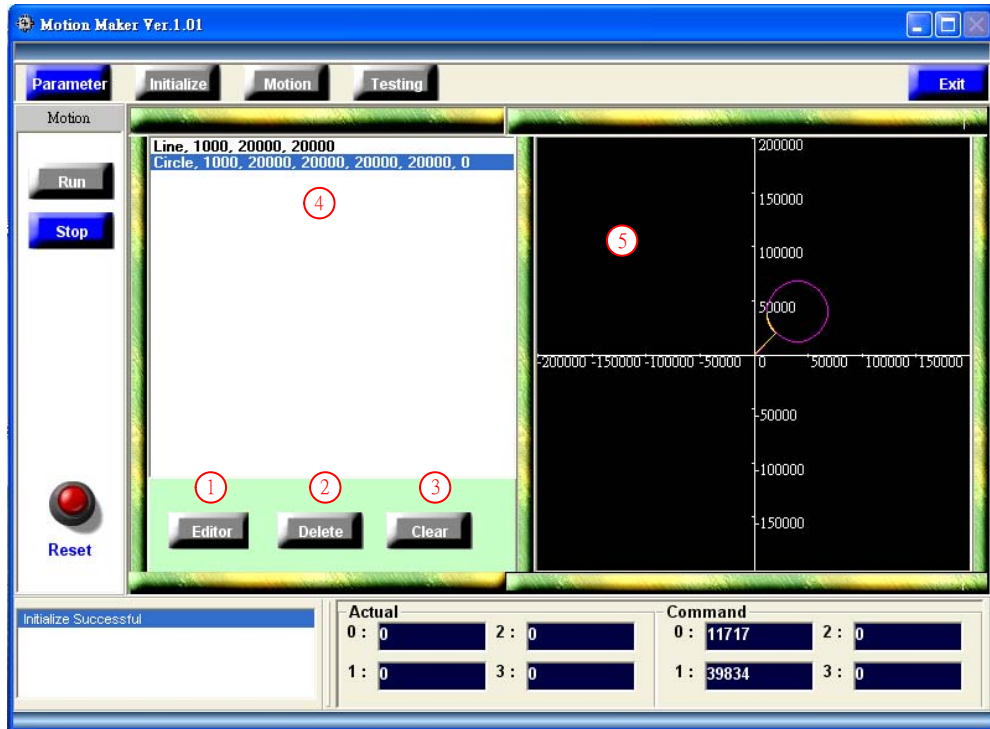 Motion Maker Ver.1.01
Parameter Initialize Motion Testing Exit
Motion
Run
Stop
Reset
Line, 1000, 20000, 20000
Circle, 1000, 20000, 20000, 20000, 20000, 0
4
1 2 3
Editor Delete Clear
5
200000
150000
100000
50000
-200000 -150000 -100000 -50000 0 50000 100000 150000
-50000
-100000
-150000
Initialize Successful
Actual
0 : 0 2 : 0
1 : 0 3 : 0
Command
0 : 11717 2 : 0
1 : 39834 3 : 0